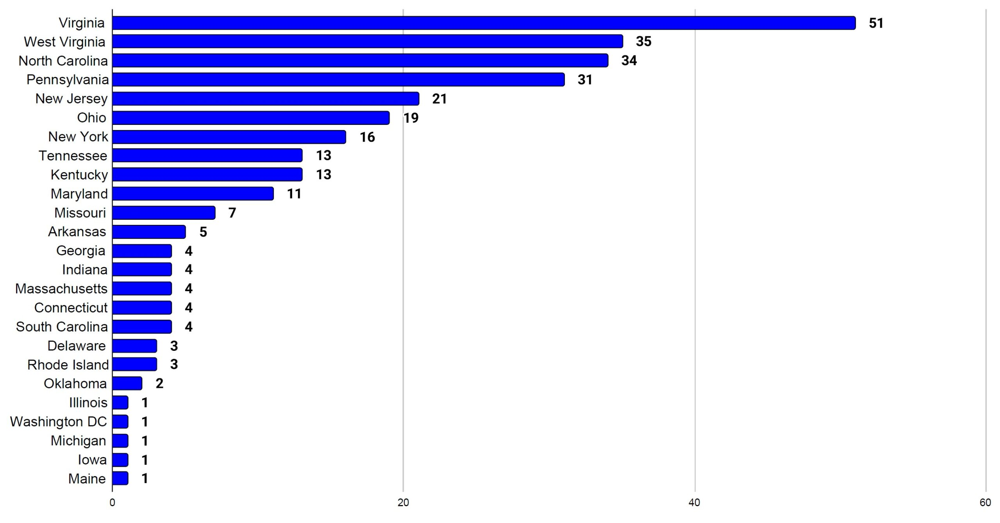 Virginia 51
West Virginia 35
North Carolina 34
Pennsylvania 31
New Jersey 21
Ohio 19
New York 16
Tennessee 13
Kentucky 13
Maryland 11
Missouri 7
Arkansas 5
Georgia 4
Indiana 4
Massachusetts 4
Connecticut 4
South Carolina 4
Delaware 3
Rhode Island 3
Oklahoma 2
Illinois 1
Washington DC 1
Michigan 1
Iowa 1
Maine 1
0 20 40 60